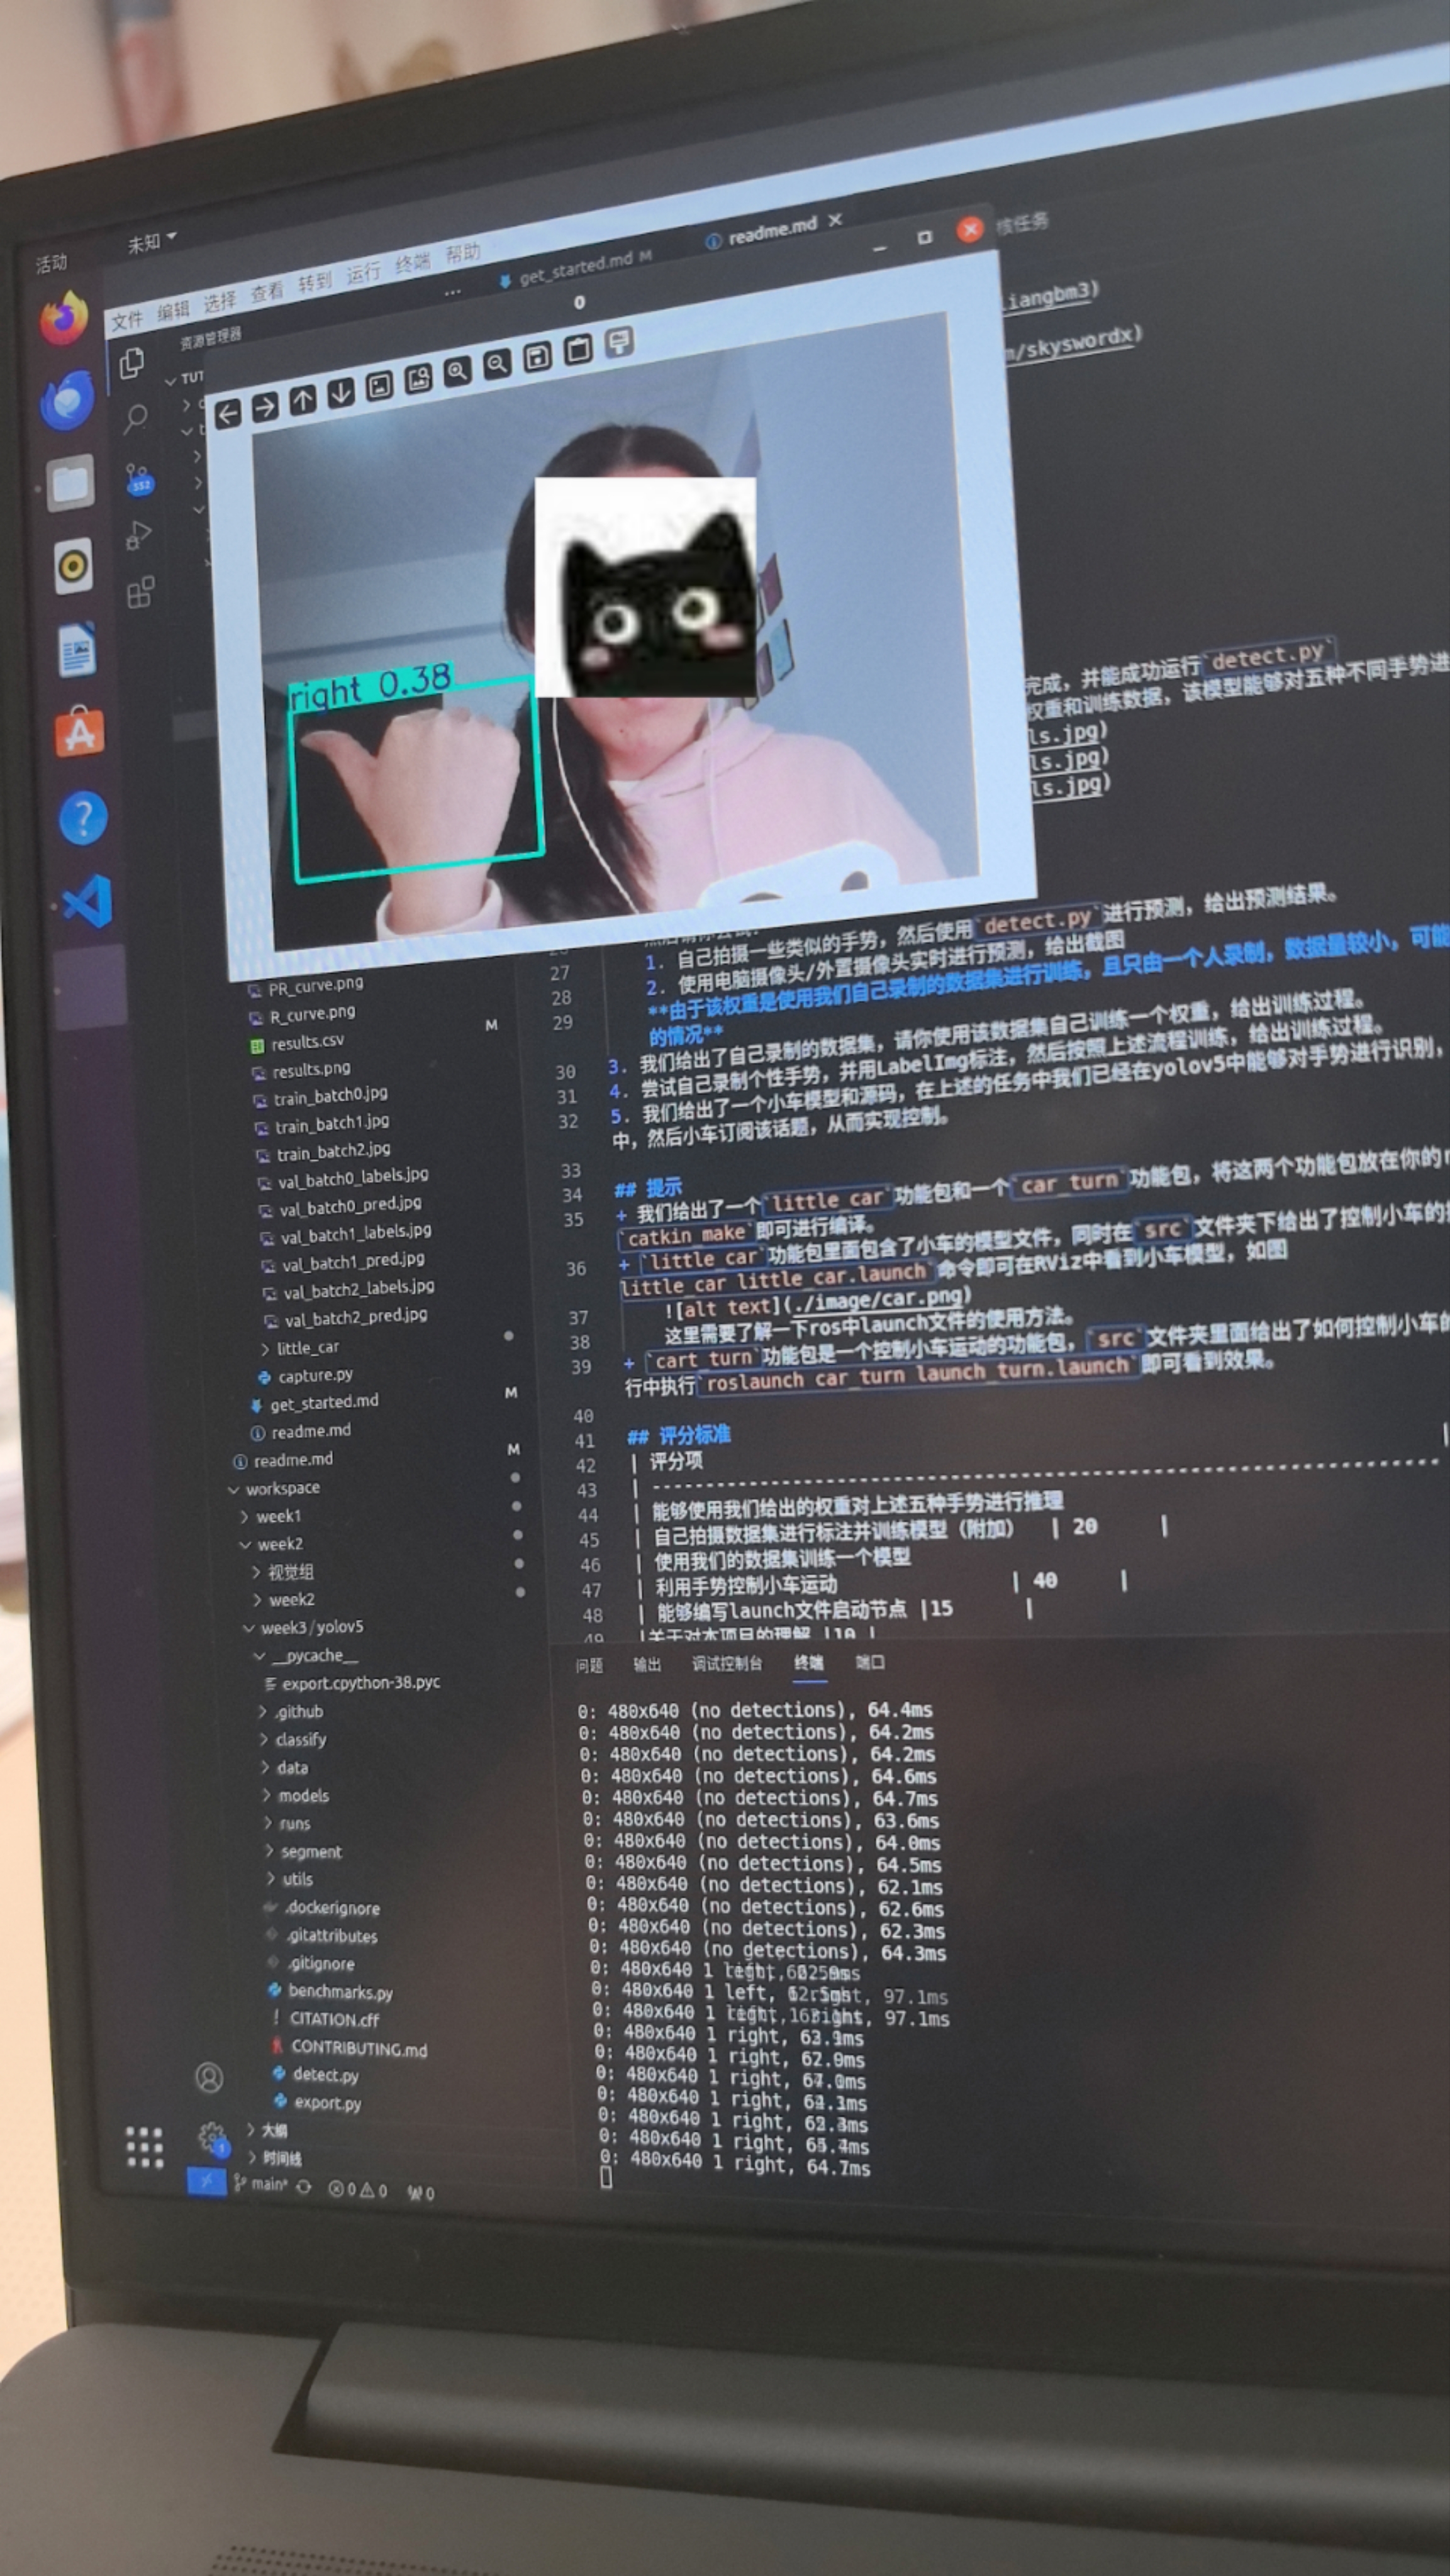 活动
未知
文件 编辑 选择 查看 转到 运行 终端 帮助
资源管理器
... get_started.md M
readme.md
核任务
0
TUT
352
iangbm3)
m/skyswordx)
right 0.38
完成，并能成功运行`detect.py`
权重和训练数据，该模型能够对五种不同手势进
ls.jpg)
ls.jpg)
ls.jpg)
27 1. 自己拍摄一些类似的手势，然后使用`detect.py`进行预测，给出预测结果。
28 2. 使用电脑摄像头/外置摄像头实时进行预测，给出截图
29 **由于该权重是使用我们自己录制的数据集进行训练，且只由一个人录制，数据量较小，可能
的情况**
30 3. 我们给出了自己录制的数据集，请你使用该数据集自己训练一个权重，给出训练过程。
31 4. 尝试自己录制个性手势，并用LabelImg标注，然后按照上述流程训练，给出训练过程。
32 5. 我们给出了一个小车模型和源码，在上述的任务中我们已经在yolov5中能够对手势进行识别，
中，然后小车订阅该话题，从而实现控制。
33
34 ## 提示
35 + 我们给出了一个`little_car`功能包和一个`car_turn`功能包，将这两个功能包放在你的r
`catkin_make`即可进行编译。
36 + `little_car`功能包里面包含了小车的模型文件，同时在`src`文件夹下给出了控制小车的
little_car little_car.launch`命令即可在RViz中看到小车模型，如图
37 ![alt text](./image/car.png)
38 这里需要了解一下ros中launch文件的使用方法。
39 + `cart_turn`功能包是一个控制小车运动的功能包，`src`文件夹里面给出了如何控制小车的
行中执行`roslaunch car_turn launch_turn.launch`即可看到效果。
40
41 ## 评分标准
42 | 评分项 |
43 | ----------
44 | 能够使用我们给出的权重对上述五种手势进行推理
45 | 自己拍摄数据集进行标注并训练模型（附加） | 20 |
46 | 使用我们的数据集训练一个模型
47 | 利用手势控制小车运动 | 40 |
48 | 能够编写launch文件启动节点 |15 |
49 |关于对本项目的理解 |10 |
PR_curve.png
R_curve.png
results.csv M
results.png
train_batch0.jpg
train_batch1.jpg
train_batch2.jpg
val_batch0_labels.jpg
val_batch0_pred.jpg
val_batch1_labels.jpg
val_batch1_pred.jpg
val_batch2_labels.jpg
val_batch2_pred.jpg
little_car
capture.py
get_started.md M
readme.md
readme.md M
workspace
week1
week2
视觉组
week2
week3/yolov5
__pycache__
export.cpython-38.pyc
.github
classify
data
models
runs
segment
utils
.dockerignore
.gitattributes
.gitignore
benchmarks.py
CITATION.cff
CONTRIBUTING.md
detect.py
export.py
大纲
时间线
main* 0 0 0
问题 输出 调试控制台 终端 端口
0: 480x640 (no detections), 64.4ms
0: 480x640 (no detections), 64.2ms
0: 480x640 (no detections), 64.2ms
0: 480x640 (no detections), 64.6ms
0: 480x640 (no detections), 64.7ms
0: 480x640 (no detections), 63.6ms
0: 480x640 (no detections), 64.0ms
0: 480x640 (no detections), 64.5ms
0: 480x640 (no detections), 62.1ms
0: 480x640 (no detections), 62.6ms
0: 480x640 (no detections), 62.3ms
0: 480x640 (no detections), 64.3ms
0: 480x640 1
0: 480x640 1 left, 97.1ms
0: 480x640 1 97.1ms
0: 480x640 1 right,
0: 480x640 1 right,
0: 480x640 1 right,
0: 480x640 1 right,
0: 480x640 1 right,
0: 480x640 1 right,
0: 480x640 1 right, 64.7ms